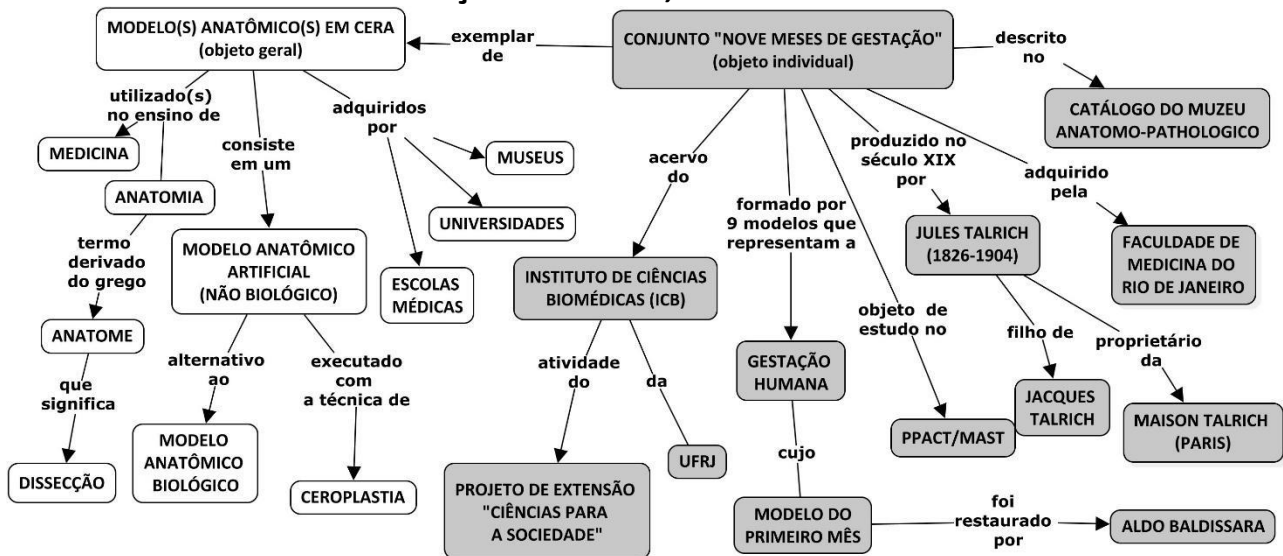 MODELO(S) ANATÔMICO(S) EM CERA
(objeto geral)
exemplar
de
CONJUNTO "NOVE MESES DE GESTAÇÃO"
(objeto individual)
descrito
no
CATÁLOGO DO MUZEU
ANATOMO-PATHOLOGICO
utilizado(s)
no ensino de
MEDICINA
ANATOMIA
termo
derivado
do grego
ANATOME
que
significa
DISSECÇÃO
consiste
em um
MODELO ANATÔMICO
ARTIFICIAL
(NÃO BIOLÓGICO)
alternativo
ao
MODELO
ANATÔMICO
BIOLÓGICO
executado
com
a técnica de
CEROPLASTIA
adquiridos
por
MUSEUS
UNIVERSIDADES
ESCOLAS
MÉDICAS
acervo
do
INSTITUTO DE CIÊNCIAS
BIOMÉDICAS (ICB)
atividade
do
PROJETO DE EXTENSÃO
"CIÊNCIAS PARA
A SOCIEDADE"
da
UFRJ
formado por
9 modelos que
representam a
GESTAÇÃO
HUMANA
cujo
MODELO DO
PRIMEIRO MÊS
foi
restaurado
por
ALDO BALDISSARA
objeto de
estudo no
PPACT/MAST
produzido no
século XIX
por
JULES TALRICH
(1826-1904)
filho de
JACQUES
TALRICH
proprietário
da
MAISON TALRICH
(PARIS)
adquirido
pela
FACULDADE DE
MEDICINA DO
RIO DE JANEIRO